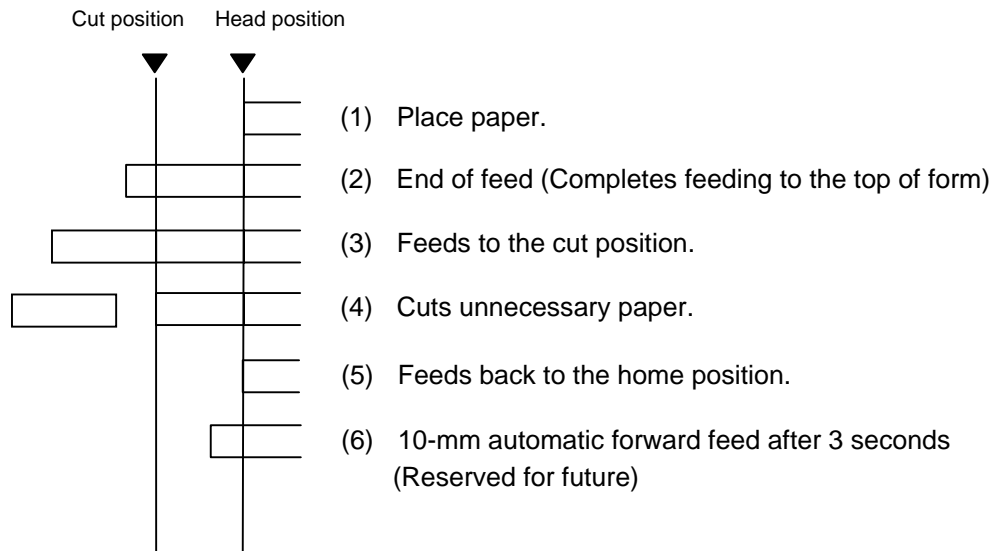 Cut position Head position
(1) Place paper.
(2) End of feed (Completes feeding to the top of form)
(3) Feeds to the cut position.
(4) Cuts unnecessary paper.
(5) Feeds back to the home position.
(6) 10-mm automatic forward feed after 3 seconds
(Reserved for future)